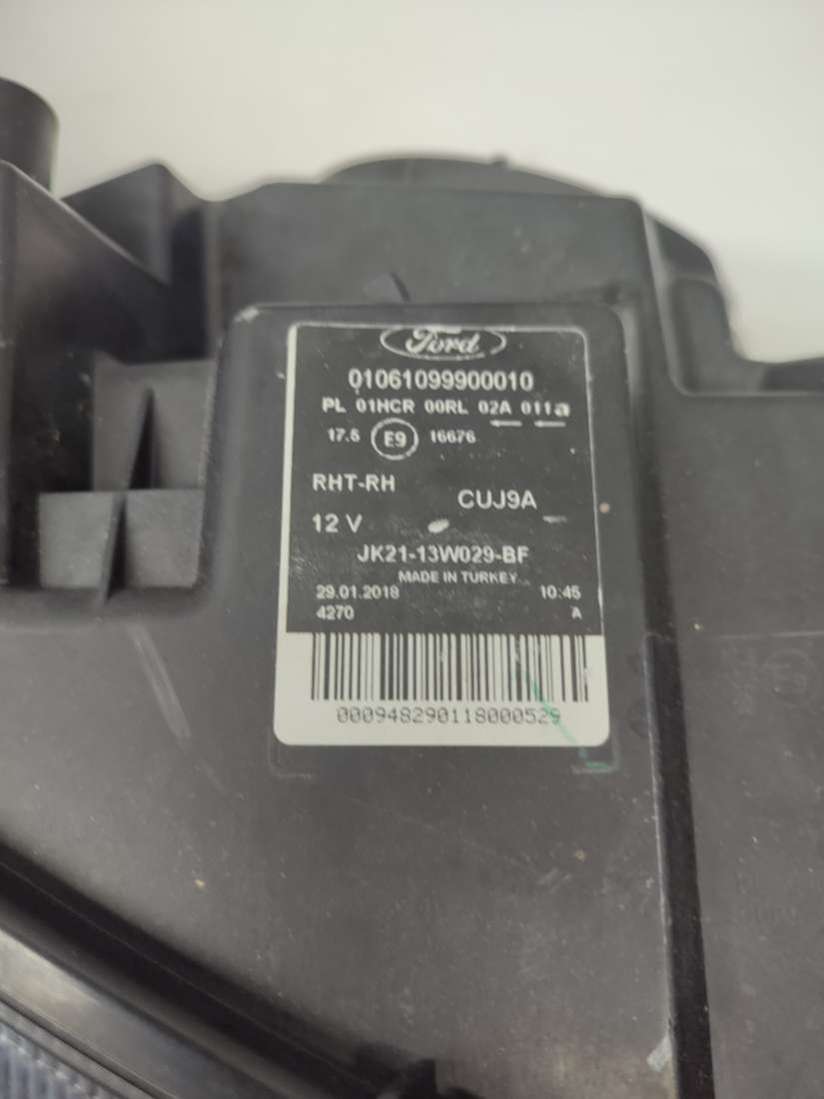 Ford
01061099900010
PL 01HCR 00RL 02A 011a
17.5 E9 16676
RHT-RH
CUJ9A
12 V
JK21-13W029-BF
MADE IN TURKEY
29.01.2018 10:45
4270 A
000948290118000529